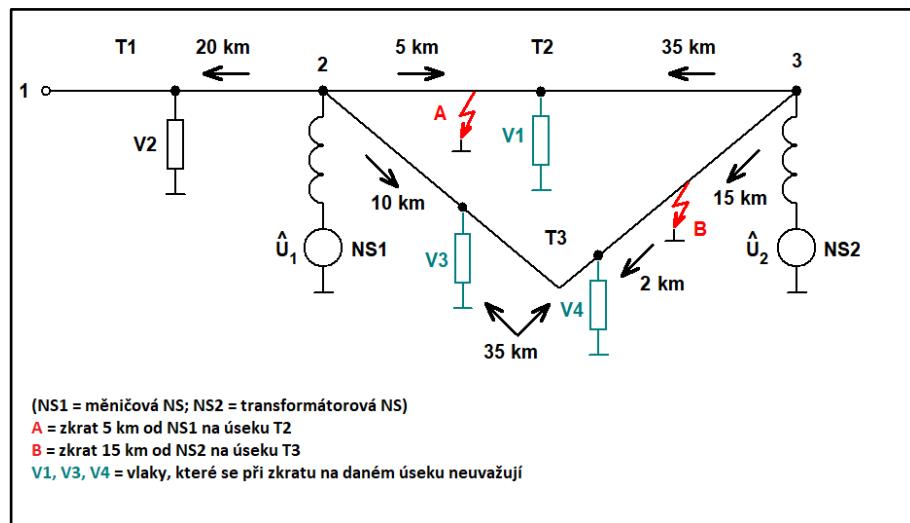 T1
20 km
2
5 km
T2
35 km
3
1
A
V1
V2
10 km
15 km
B
Û1
NS1
V3
T3
Û2
NS2
2 km
V4
35 km
(NS1 = měničová NS; NS2 = transformátorová NS)
A = zkrat 5 km od NS1 na úseku T2
B = zkrat 15 km od NS2 na úseku T3
V1, V3, V4 = vlaky, které se při zkratu na daném úseku neuvažují